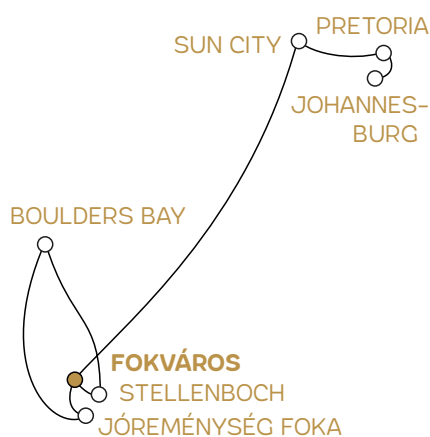 PRETORIA
SUN CITY
JOHANNES-
BURG
BOULDERS BAY
FOKVÁROS
STELLENBOCH
JÓREMÉNYSÉG FOKA